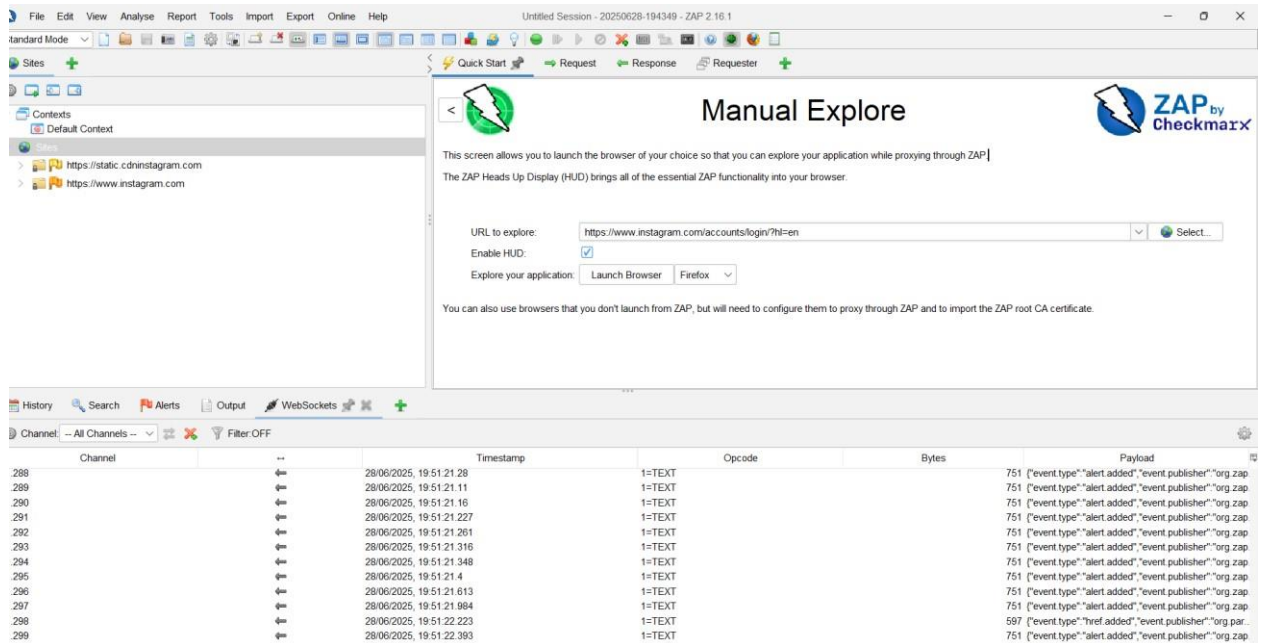 File Edit View Analyse Report Tools Import Export Online Help
Untitled Session - 20250628-194349 - ZAP 2.16.1
Standard Mode
Sites
Quick Start Request Response Requester
Contexts
Default Context
Sites
https://static.cdninstagram.com
https://www.instagram.com
<
Manual Explore
ZAP by
Checkmarx
This screen allows you to launch the browser of your choice so that you can explore your application while proxying through ZAP.
The ZAP Heads Up Display (HUD) brings all of the essential ZAP functionality into your browser.
URL to explore: https://www.instagram.com/accounts/login/?hl=en Select...
Enable HUD:
Explore your application: Launch Browser Firefox
You can also use browsers that you don't launch from ZAP, but will need to configure them to proxy through ZAP and to import the ZAP root CA certificate.
History Search Alerts Output WebSockets
Channel: -- All Channels -- Filter:OFF
Channel Timestamp Opcode Bytes Payload
.288 28/06/2025, 19:51:21.28 1=TEXT 751 {"event.type":"alert.added","event.publisher":"org.zap.
.289 28/06/2025, 19:51:21.11 1=TEXT 751 {"event.type":"alert.added","event.publisher":"org.zap.
.290 28/06/2025, 19:51:21.16 1=TEXT 751 {"event.type":"alert.added","event.publisher":"org.zap.
.291 28/06/2025, 19:51:21.227 1=TEXT 751 {"event.type":"alert.added","event.publisher":"org.zap.
.292 28/06/2025, 19:51:21.261 1=TEXT 751 {"event.type":"alert.added","event.publisher":"org.zap.
.293 28/06/2025, 19:51:21.316 1=TEXT 751 {"event.type":"alert.added","event.publisher":"org.zap.
.294 28/06/2025, 19:51:21.348 1=TEXT 751 {"event.type":"alert.added","event.publisher":"org.zap.
.295 28/06/2025, 19:51:21.4 1=TEXT 751 {"event.type":"alert.added","event.publisher":"org.zap.
.296 28/06/2025, 19:51:21.613 1=TEXT 751 {"event.type":"alert.added","event.publisher":"org.zap.
.297 28/06/2025, 19:51:21.984 1=TEXT 751 {"event.type":"alert.added","event.publisher":"org.zap.
.298 28/06/2025, 19:51:22.223 1=TEXT 597 {"event.type":"href.added","event.publisher":"org.par...
.299 28/06/2025, 19:51:22.393 1=TEXT 751 {"event.type":"alert.added","event.publisher":"org.zap.